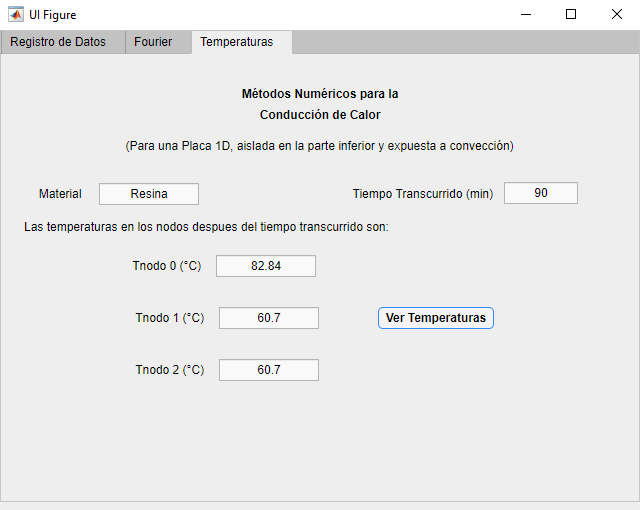 UI Figure
Registro de Datos Fourier Temperaturas
Métodos Numéricos para la
Conducción de Calor
(Para una Placa 1D, aislada en la parte inferior y expuesta a convección)
Material Resina Tiempo Transcurrido (min) 90
Las temperaturas en los nodos despues del tiempo transcurrido son:
Tnodo 0 (°C) 82.84
Tnodo 1 (°C) 60.7 Ver Temperaturas
Tnodo 2 (°C) 60.7